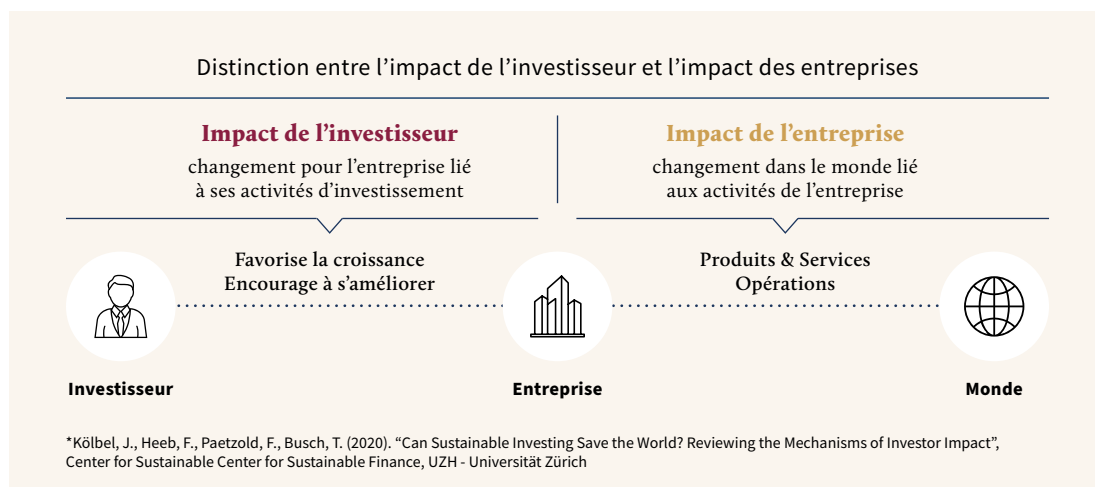 Distinction entre l’impact de l’investisseur et l’impact des entreprises
Impact de l’investisseur
changement pour l’entreprise lié
à ses activités d’investissement
Impact de l’entreprise
changement dans le monde lié
aux activités de l’entreprise
Favorise la croissance
Encourage à s’améliorer
Produits & Services
Opérations
Investisseur
Entreprise
Monde
*Kölbel, J., Heeb, F., Paetzold, F., Busch, T. (2020). “Can Sustainable Investing Save the World? Reviewing the Mechanisms of Investor Impact”,
Center for Sustainable Center for Sustainable Finance, UZH - Universität Zürich